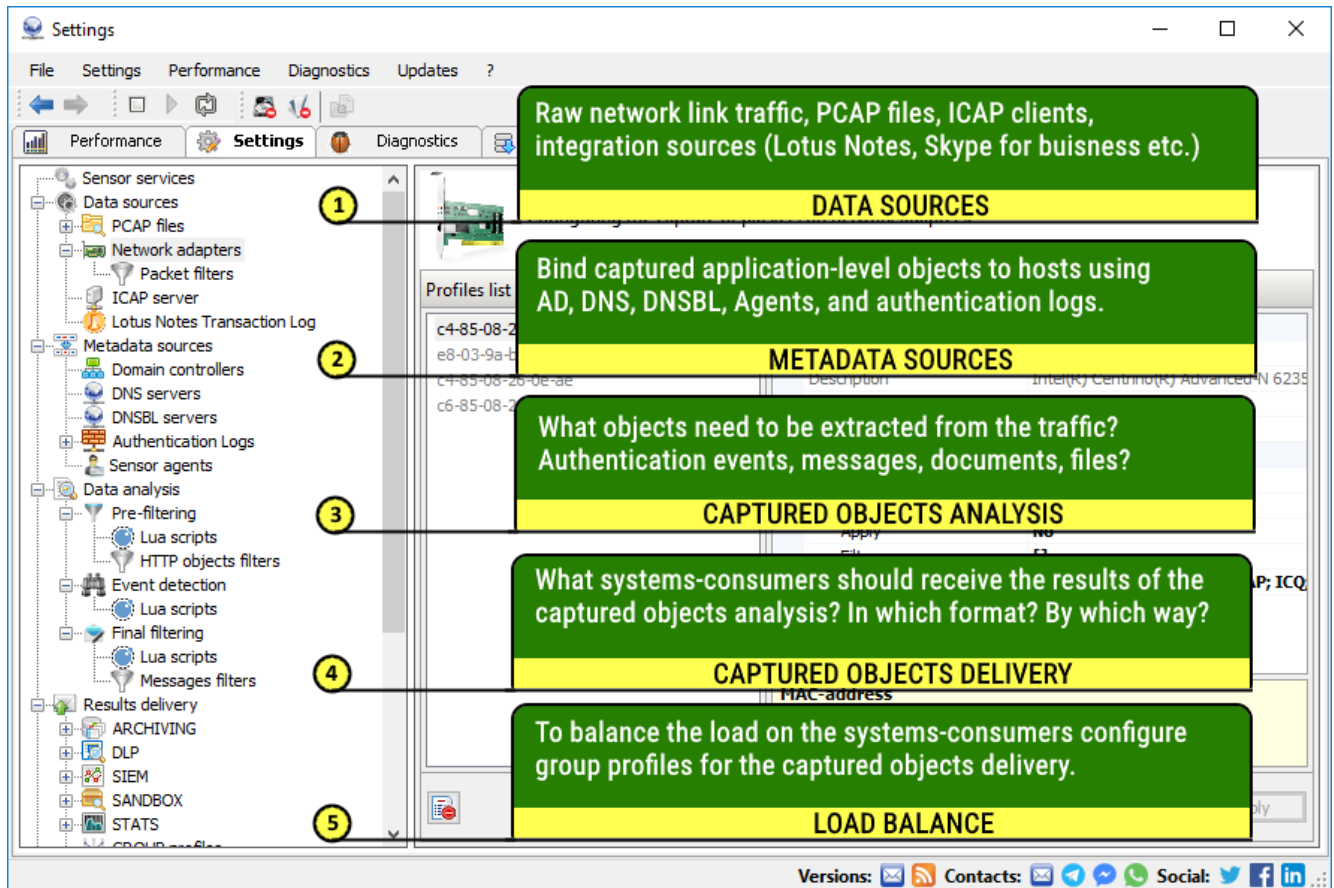 Settings
File Settings Performance Diagnostics Updates ?
Performance Settings Diagnostics
Raw network link traffic, PCAP files, ICAP clients,
integration sources (Lotus Notes, Skype for buisness etc.)
DATA SOURCES
Sensor services
Data sources
1
PCAP files
Network adapters
Packet filters
ICAP server
Lotus Notes Transaction Log
Metadata sources
2
Domain controllers
DNS servers
DNSBL servers
Authentication Logs
Sensor agents
Data analysis
Pre-filtering
3
Lua scripts
HTTP objects filters
Event detection
Lua scripts
Final filtering
Lua scripts
4
Messages filters
Results delivery
ARCHIVING
DLP
SIEM
SANDBOX
STATS
5
GROUP profiles
Profiles list
c4-85-08-2
e8-03-9a-b
c4-85-08-26-0e-ae
c6-85-08-2
Bind captured application-level objects to hosts using
AD, DNS, DNSBL, Agents, and authentication logs.
METADATA SOURCES
Description Intel(R) Centrino(R) Advanced-N 6235
What objects need to be extracted from the traffic?
Authentication events, messages, documents, files?
CAPTURED OBJECTS ANALYSIS
Apply No
What systems-consumers should receive the results of the
captured objects analysis? In which format? By which way?
AP; ICQ
CAPTURED OBJECTS DELIVERY
MAC-address
To balance the load on the systems-consumers configure
group profiles for the captured objects delivery.
LOAD BALANCE
Versions: Contacts: Social: